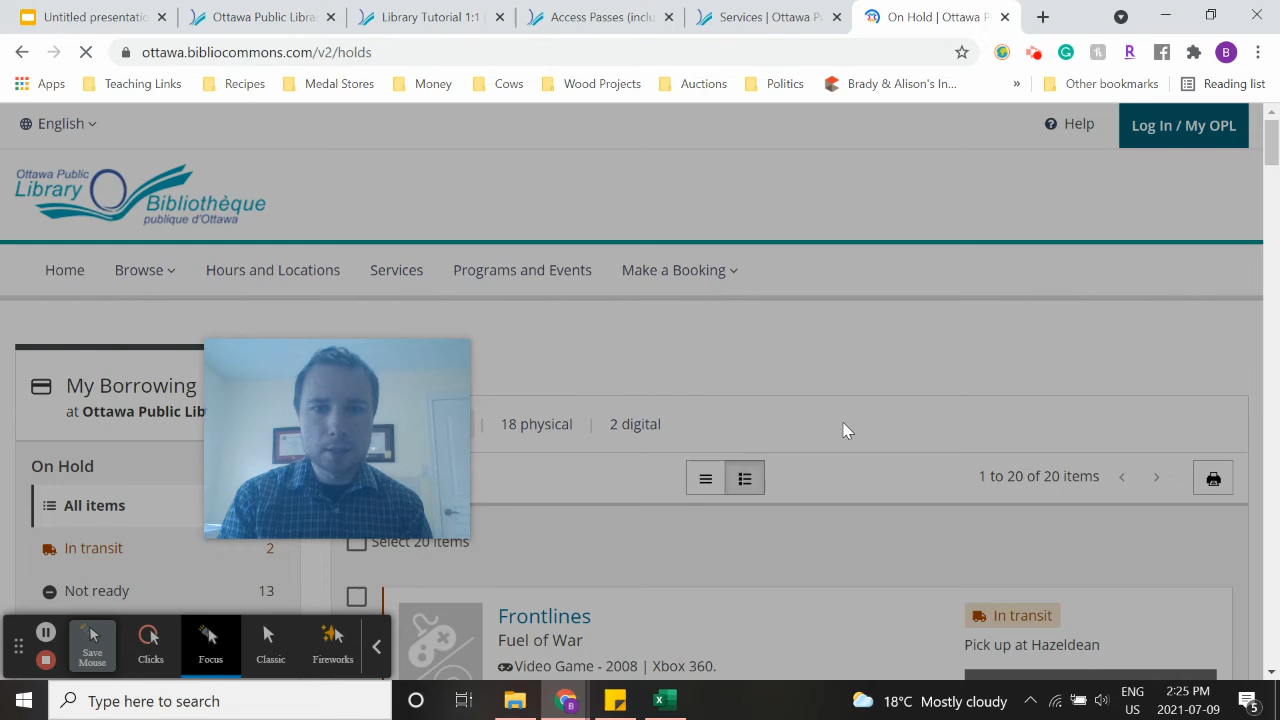 Untitled presentatio
Ottawa Public Libra
Library Tutorial 1:1 (
Access Passes (inclu
Services | Ottawa Pu
On Hold | Ottawa P
ottawa.bibliocommons.com/v2/holds
Apps
Teaching Links
Recipes
Medal Stores
Money
Cows
Wood Projects
Auctions
Politics
Brady & Alison's In...
»
Other bookmarks
Reading list
English
Help
Log In / My OPL
Ottawa Public
Library
Bibliothèque
publique d'Ottawa
Home
Browse
Hours and Locations
Services
Programs and Events
Make a Booking
My Borrowing
at Ottawa Public Lib
18 physical | 2 digital
On Hold
1 to 20 of 20 items
All items
In transit 2
Select 20 items
Not ready 13
Frontlines
Fuel of War
Video Game - 2008 | Xbox 360.
In transit
Pick up at Hazeldean
Save
Mouse
Clicks
Focus
Classic
Fireworks
Type here to search
18°C Mostly cloudy
ENG
US
2:25 PM
2021-07-09
5